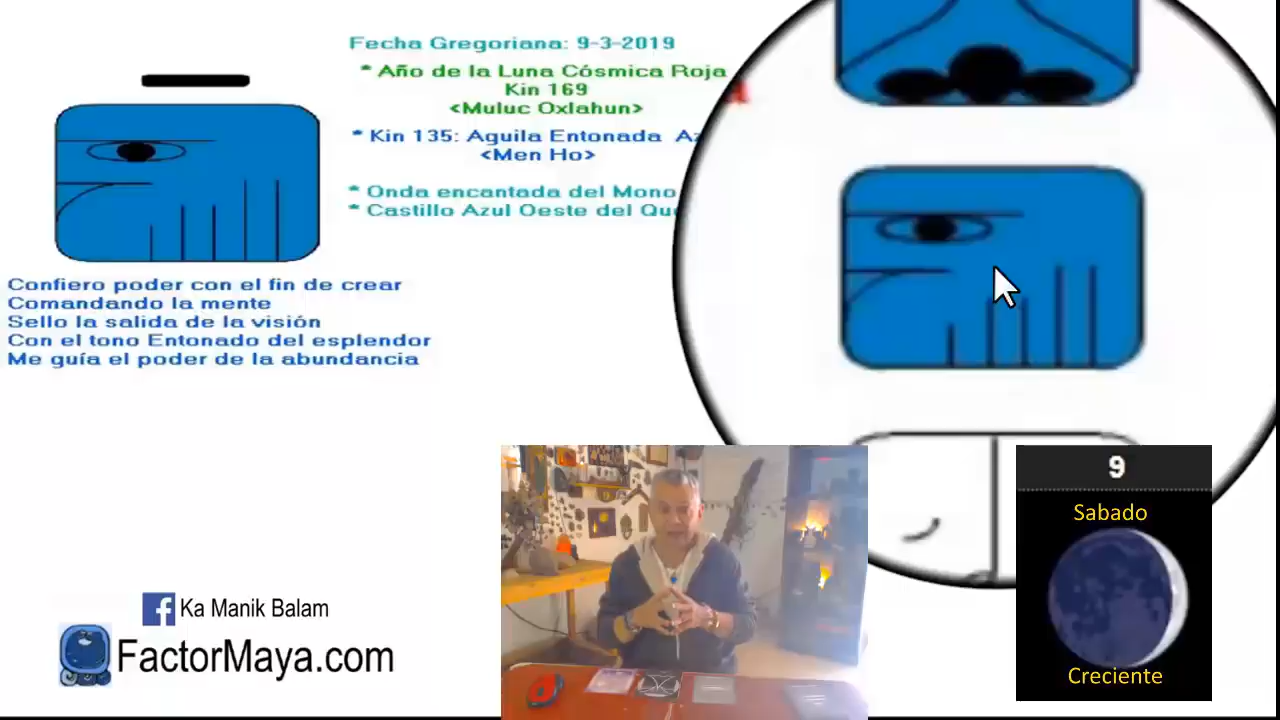 Fecha Gregoriana: 9-3-2019
* Año de la Luna Cósmica Roja
Kin 169
<Muluc Oxlahun>
* Kin 135: Aguila Entonada
<Men Ho>
* Onda encantada del Mono
* Castillo Azul Oeste del
Confiero poder con el fin de crear
Comandando la mente
Sello la salida de la visión
Con el tono Entonado del esplendor
Me guía el poder de la abundancia
9
Sabado
Creciente
f Ka Manik Balam
FactorMaya.com